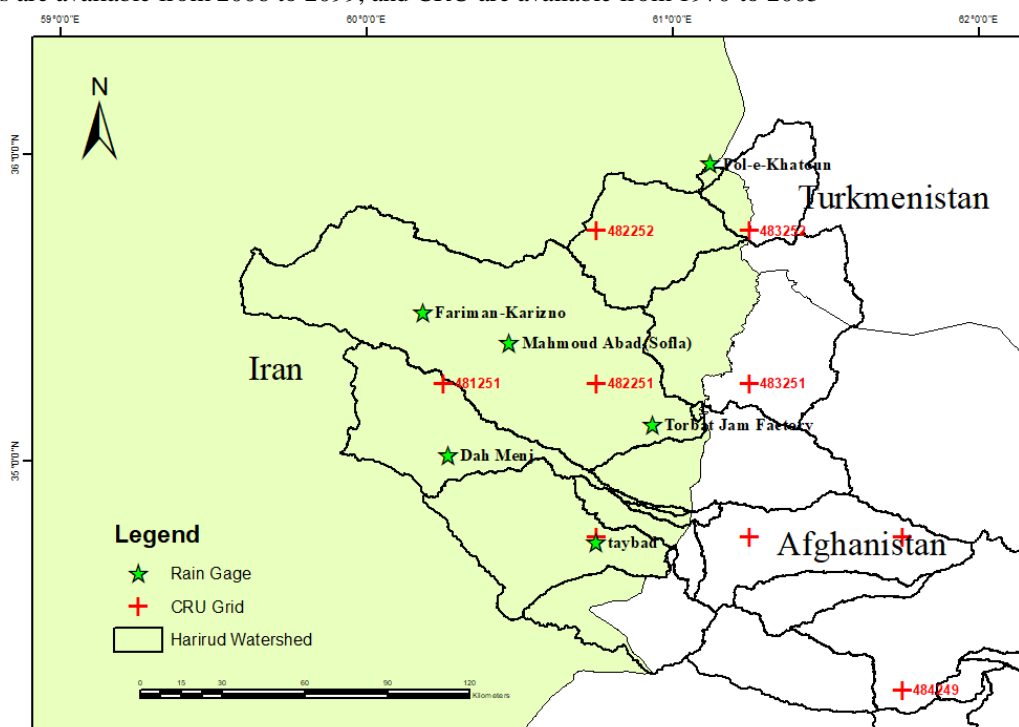 s are available from 2006 to 2099, and CRU are available from 1970 to 2005
59°0'0"E 60°0'0"E 61°0'0"E 62°0'0"E
N
36°0'0"N
Pol-e-Khatoun
Turkmenistan
482252 483252
Fariman-Karizno
Mahmoud Abad(Sofla)
Iran
481251 482251 483251
Torbat Jam Factory
35°0'0"N
Dah Menj
Legend
taybad
Afghanistan
Rain Gage
CRU Grid
Harirud Watershed
0 15 30 60 90 120
Kilometers
484249